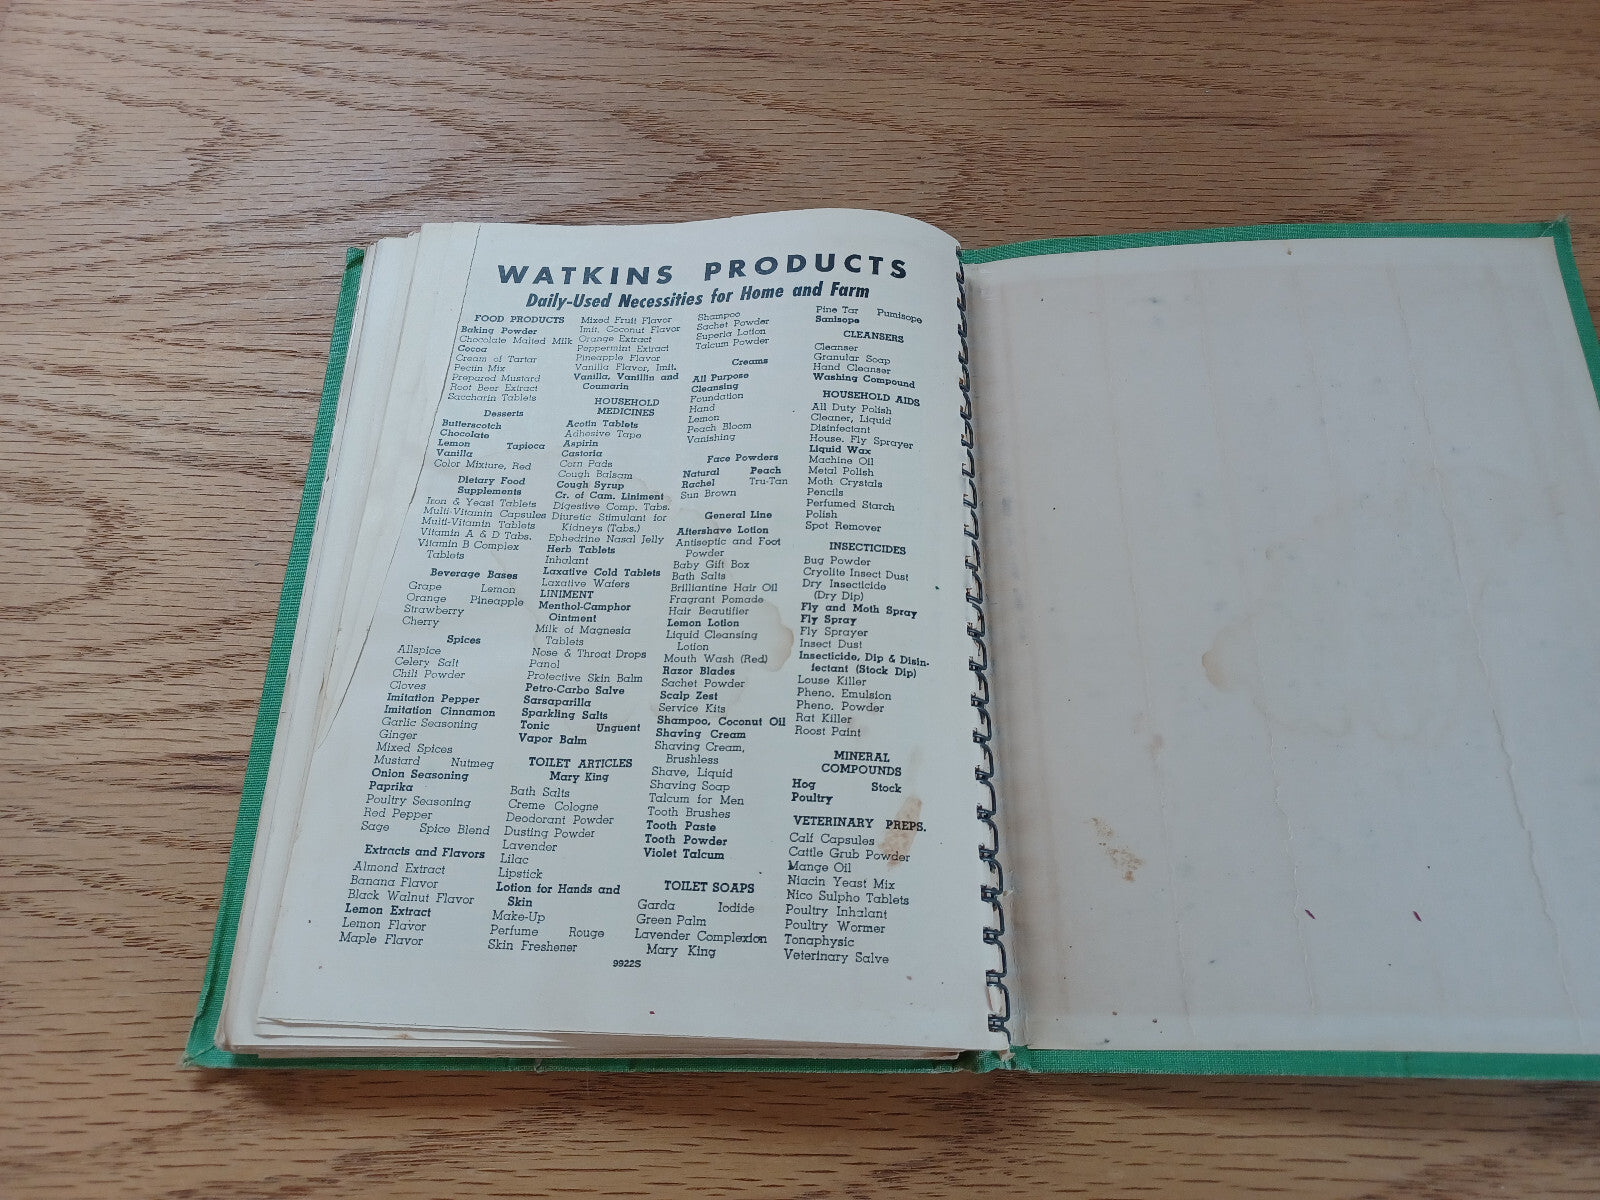 WATKINS PRODUCTS
Daily-Used Necessities for Home and Farm
FOOD PRODUCTS
Baking Powder
Chocolate Malted Milk
Cocoa
Cream of Tartar
Pectin Mix
Prepared Mustard
Root Beer Extract
Saccharin Tablets
Desserts
Butterscotch
Chocolate
Lemon Tapioca
Vanilla
Color Mixture, Red
Dietary Food
Supplements
Iron & Yeast Tablets
Multi-Vitamin Capsules
Multi-Vitamin Tablets
Vitamin A & D Tabs.
Vitamin B Complex
Tablets
Beverage Bases
Grape Lemon
Orange Pineapple
Strawberry
Cherry
Spices
Allspice
Celery Salt
Chili Powder
Cloves
Imitation Pepper
Imitation Cinnamon
Garlic Seasoning
Ginger
Mixed Spices
Mustard Nutmeg
Onion Seasoning
Paprika
Poultry Seasoning
Red Pepper
Sage Spice Blend
Extracts and Flavors
Almond Extract
Banana Flavor
Black Walnut Flavor
Lemon Extract
Lemon Flavor
Maple Flavor
Mixed Fruit Flavor
Imit. Coconut Flavor
Orange Extract
Peppermint Extract
Pineapple Flavor
Vanilla Flavor, Imit.
Vanilla, Vanillin and
Coumarin
HOUSEHOLD
MEDICINES
Acotin Tablets
Adhesive Tape
Aspirin
Castoria
Corn Pads
Cough Balsam
Cough Syrup
Cr. of Cam. Liniment
Digestive Comp. Tabs.
Diuretic Stimulant for
Kidneys (Tabs.)
Ephedrine Nasal Jelly
Herb Tablets
Inhalant
Laxative Cold Tablets
Laxative Wafers
LINIMENT
Menthol-Camphor
Ointment
Milk of Magnesia
Tablets
Nose & Throat Drops
Panol
Protective Skin Balm
Petro-Carbo Salve
Sarsaparilla
Sparkling Salts
Tonic Unguent
Vapor Balm
TOILET ARTICLES
Mary King
Bath Salts
Creme Cologne
Deodorant Powder
Dusting Powder
Lavender
Lilac
Lipstick
Lotion for Hands and
Skin
Make-Up
Perfume Rouge
Skin Freshener
Shampoo
Sachet Powder
Superla Lotion
Talcum Powder
Creams
All Purpose
Cleansing
Foundation
Hand
Lemon
Peach Bloom
Vanishing
Face Powders
Natural Peach
Rachel Tru-Tan
Sun Brown
General Line
Aftershave Lotion
Antiseptic and Foot
Powder
Baby Gift Box
Bath Salts
Brilliantine Hair Oil
Fragrant Pomade
Hair Beautifier
Lemon Lotion
Liquid Cleansing
Lotion
Mouth Wash (Red)
Razor Blades
Sachet Powder
Scalp Zest
Service Kits
Shampoo, Coconut Oil
Shaving Cream
Shaving Cream,
Brushless
Shave, Liquid
Shaving Soap
Talcum for Men
Tooth Brushes
Tooth Paste
Tooth Powder
Violet Talcum
TOILET SOAPS
Garda Iodide
Green Palm
Lavender Complexion
Mary King
Pine Tar Pumisope
Sanisope
CLEANSERS
Cleanser
Granular Soap
Hand Cleanser
Washing Compound
HOUSEHOLD AIDS
All Duty Polish
Cleaner, Liquid
Disinfectant
House. Fly Sprayer
Liquid Wax
Machine Oil
Metal Polish
Moth Crystals
Pencils
Perfumed Starch
Polish
Spot Remover
INSECTICIDES
Bug Powder
Cryolite Insect Dust
Dry Insecticide
(Dry Dip)
Fly and Moth Spray
Fly Spray
Fly Sprayer
Insect Dust
Insecticide, Dip & Disin-
fectant (Stock Dip)
Louse Killer
Pheno. Emulsion
Pheno. Powder
Rat Killer
Roost Paint
MINERAL
COMPOUNDS
Hog Stock
Poultry
VETERINARY PREPS.
Calf Capsules
Cattle Grub Powder
Mange Oil
Niacin Yeast Mix
Nico Sulpho Tablets
Poultry Inhalant
Poultry Wormer
Tonaphysic
Veterinary Salve
9922S